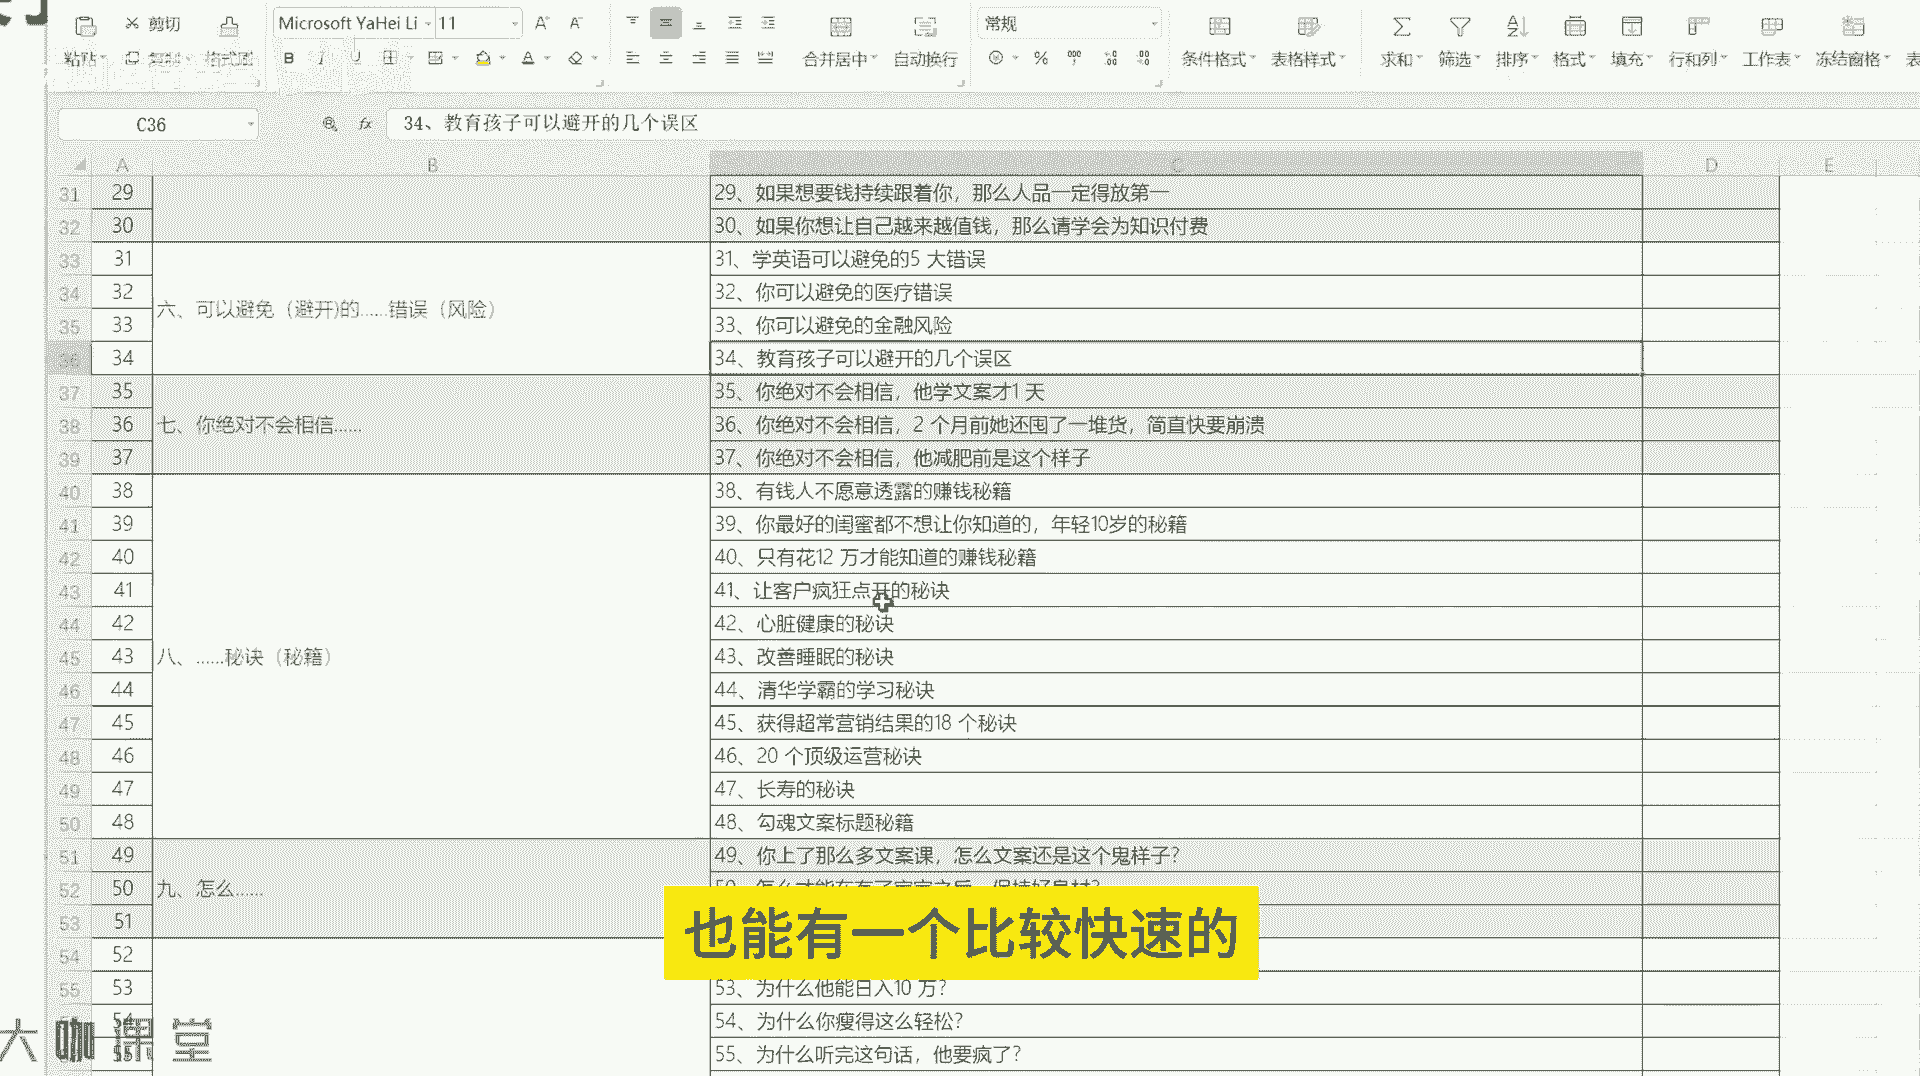 剪切
Microsoft YaHei Li 11 A⁺ A⁻ 常规
粘贴 复制 格式刷 B I U A 合并居中 自动换行 % 条件格式 表格样式 求和 筛选 排序 格式 填充 行和列 工作表 冻结窗格
C36 fx 34、教育孩子可以避开的几个误区
A B C D E
31 29 29、如果想要钱持续跟着你，那么人品一定得放第一
32 30 30、如果你想让自己越来越值钱，那么请学会为知识付费
33 31 31、学英语可以避免的5 大错误
34 32 32、你可以避免的医疗错误
六、可以避免（避开)的……错误（风险）
35 33 33、你可以避免的金融风险
36 34 34、教育孩子可以避开的几个误区
37 35 35、你绝对不会相信，他学文案才1 天
38 36 七、你绝对不会相信…… 36、你绝对不会相信，2 个月前她还囤了一堆货，简直快要崩溃
39 37 37、你绝对不会相信，他减肥前是这个样子
40 38 38、有钱人不愿意透露的赚钱秘籍
41 39 39、你最好的闺蜜都不想让你知道的，年轻10岁的秘籍
42 40 40、只有花12 万才能知道的赚钱秘籍
43 41 41、让客户疯狂点开的秘诀
44 42 42、心脏健康的秘诀
45 43 八、……秘诀（秘籍） 43、改善睡眠的秘诀
46 44 44、清华学霸的学习秘诀
47 45 45、获得超常营销结果的18 个秘诀
48 46 46、20 个顶级运营秘诀
49 47 47、长寿的秘诀
50 48 48、勾魂文案标题秘籍
51 49 49、你上了那么多文案课，怎么文案还是这个鬼样子？
52 50 九、怎么……
53 51
也能有一个比较快速的
54 52
55 53 53、为什么他能日入10 万？
54 54、为什么你瘦得这么轻松？
55 55、为什么听完这句话，他要疯了？
大咖课堂